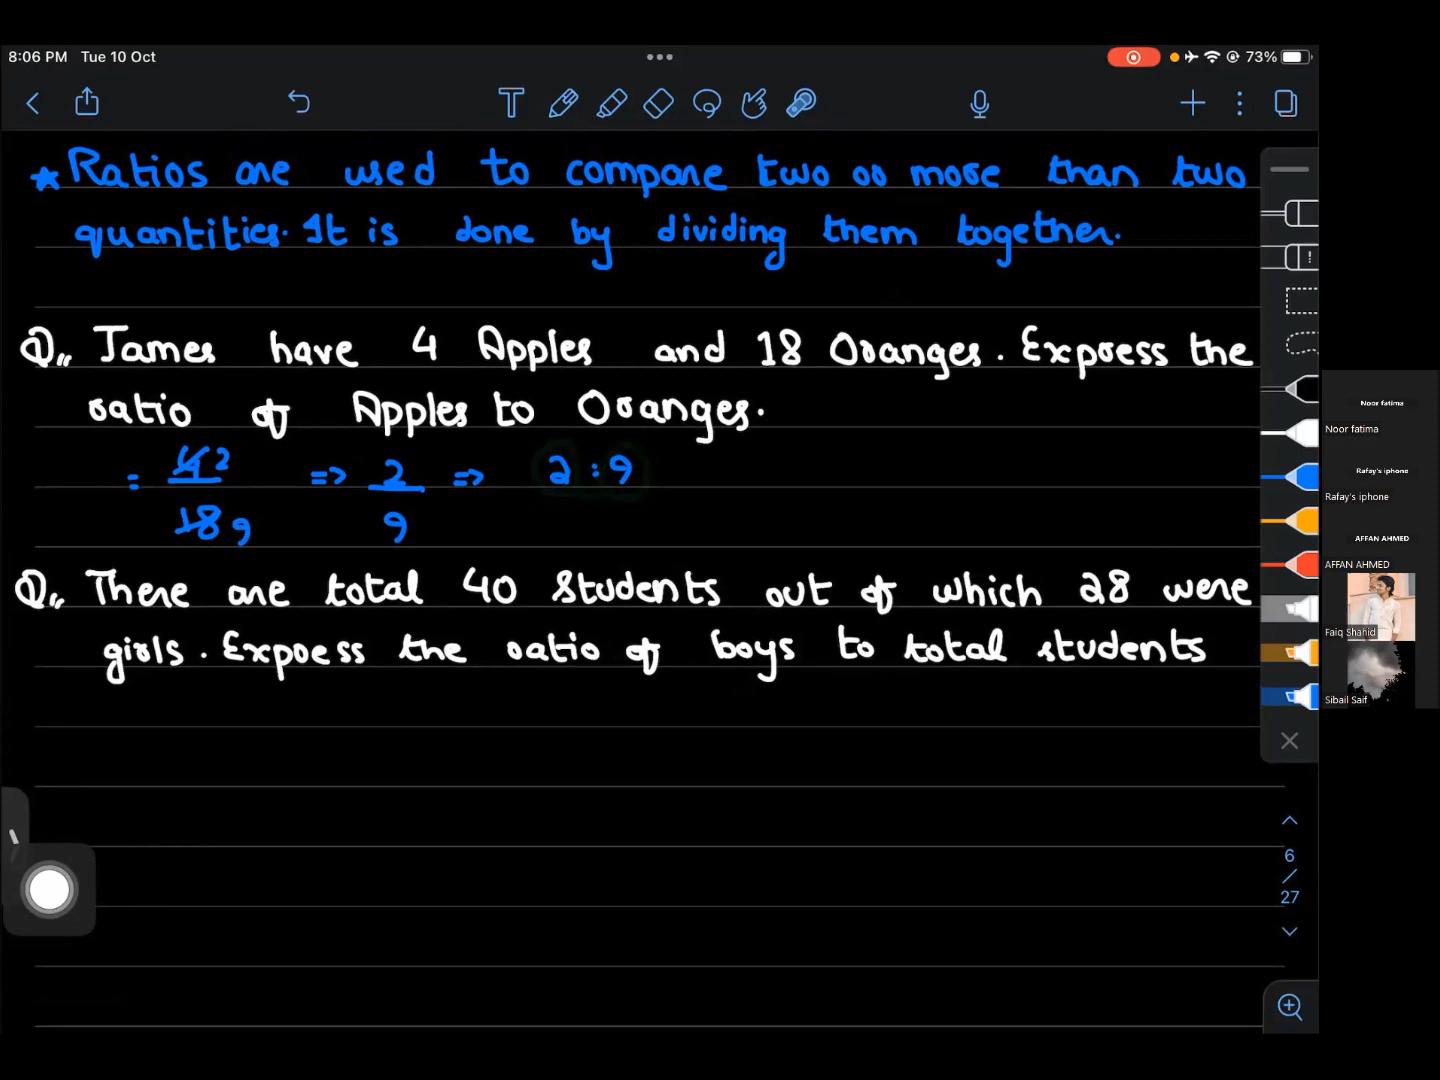 8:06 PM Tue 10 Oct
73%
★ Ratios are used to compare two or more than two
quantities. It is done by dividing them together.
Q,, James have 4 Apples and 18 Oranges. Express the
ratio of Apples to Oranges.
= 4 2 / 18 9 => 2 / 9 => 2 : 9
Q,, There are total 40 Students out of which 28 were
girls. Express the ratio of boys to total students
Noor fatima
Noor fatima
Rafay's iphone
Rafay's iphone
AFFAN AHMED
AFFAN AHMED
Faiq Shahid
Sibail Saif
6
/
27